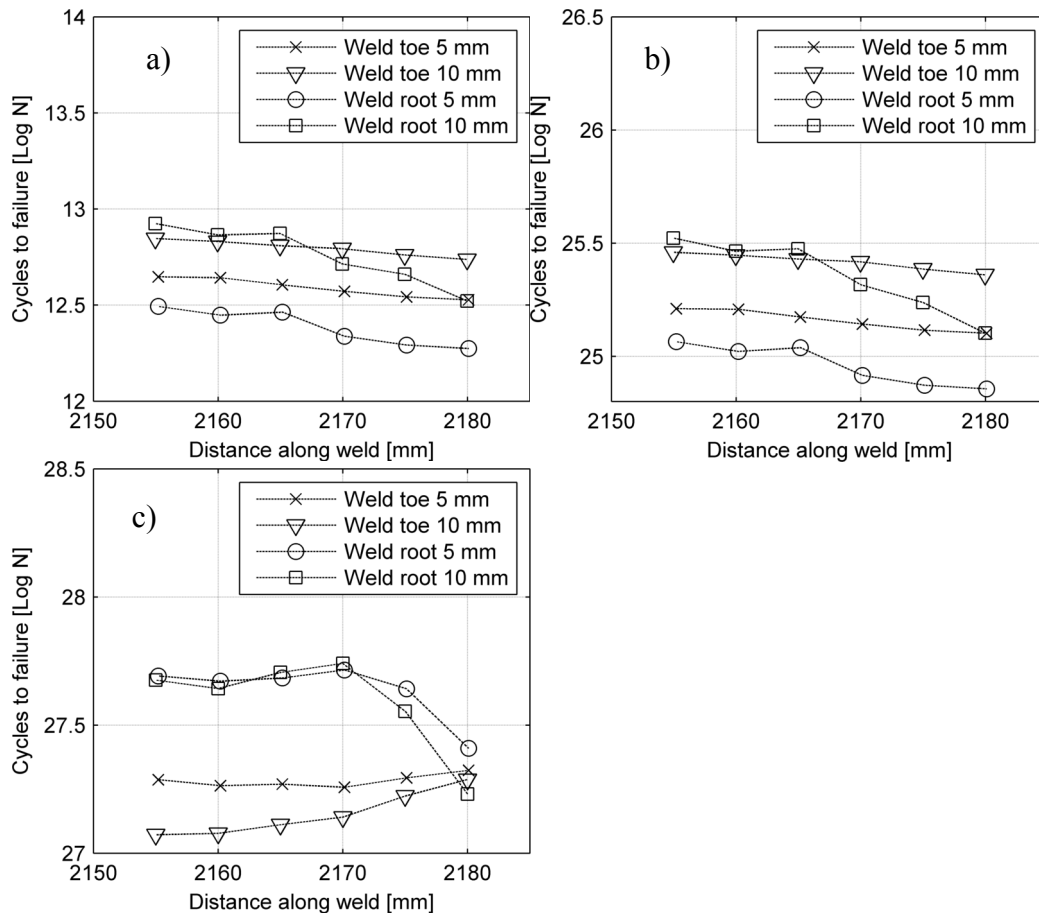 a)
Cycles to failure [Log N]
14
13.5
13
12.5
12
Weld toe 5 mm
Weld toe 10 mm
Weld root 5 mm
Weld root 10 mm
2150 2160 2170 2180
Distance along weld [mm]
b)
Cycles to failure [Log N]
26.5
26
25.5
25
Weld toe 5 mm
Weld toe 10 mm
Weld root 5 mm
Weld root 10 mm
2150 2160 2170 2180
Distance along weld [mm]
c)
Cycles to failure [Log N]
28.5
28
27.5
27
Weld toe 5 mm
Weld toe 10 mm
Weld root 5 mm
Weld root 10 mm
2150 2160 2170 2180
Distance along weld [mm]